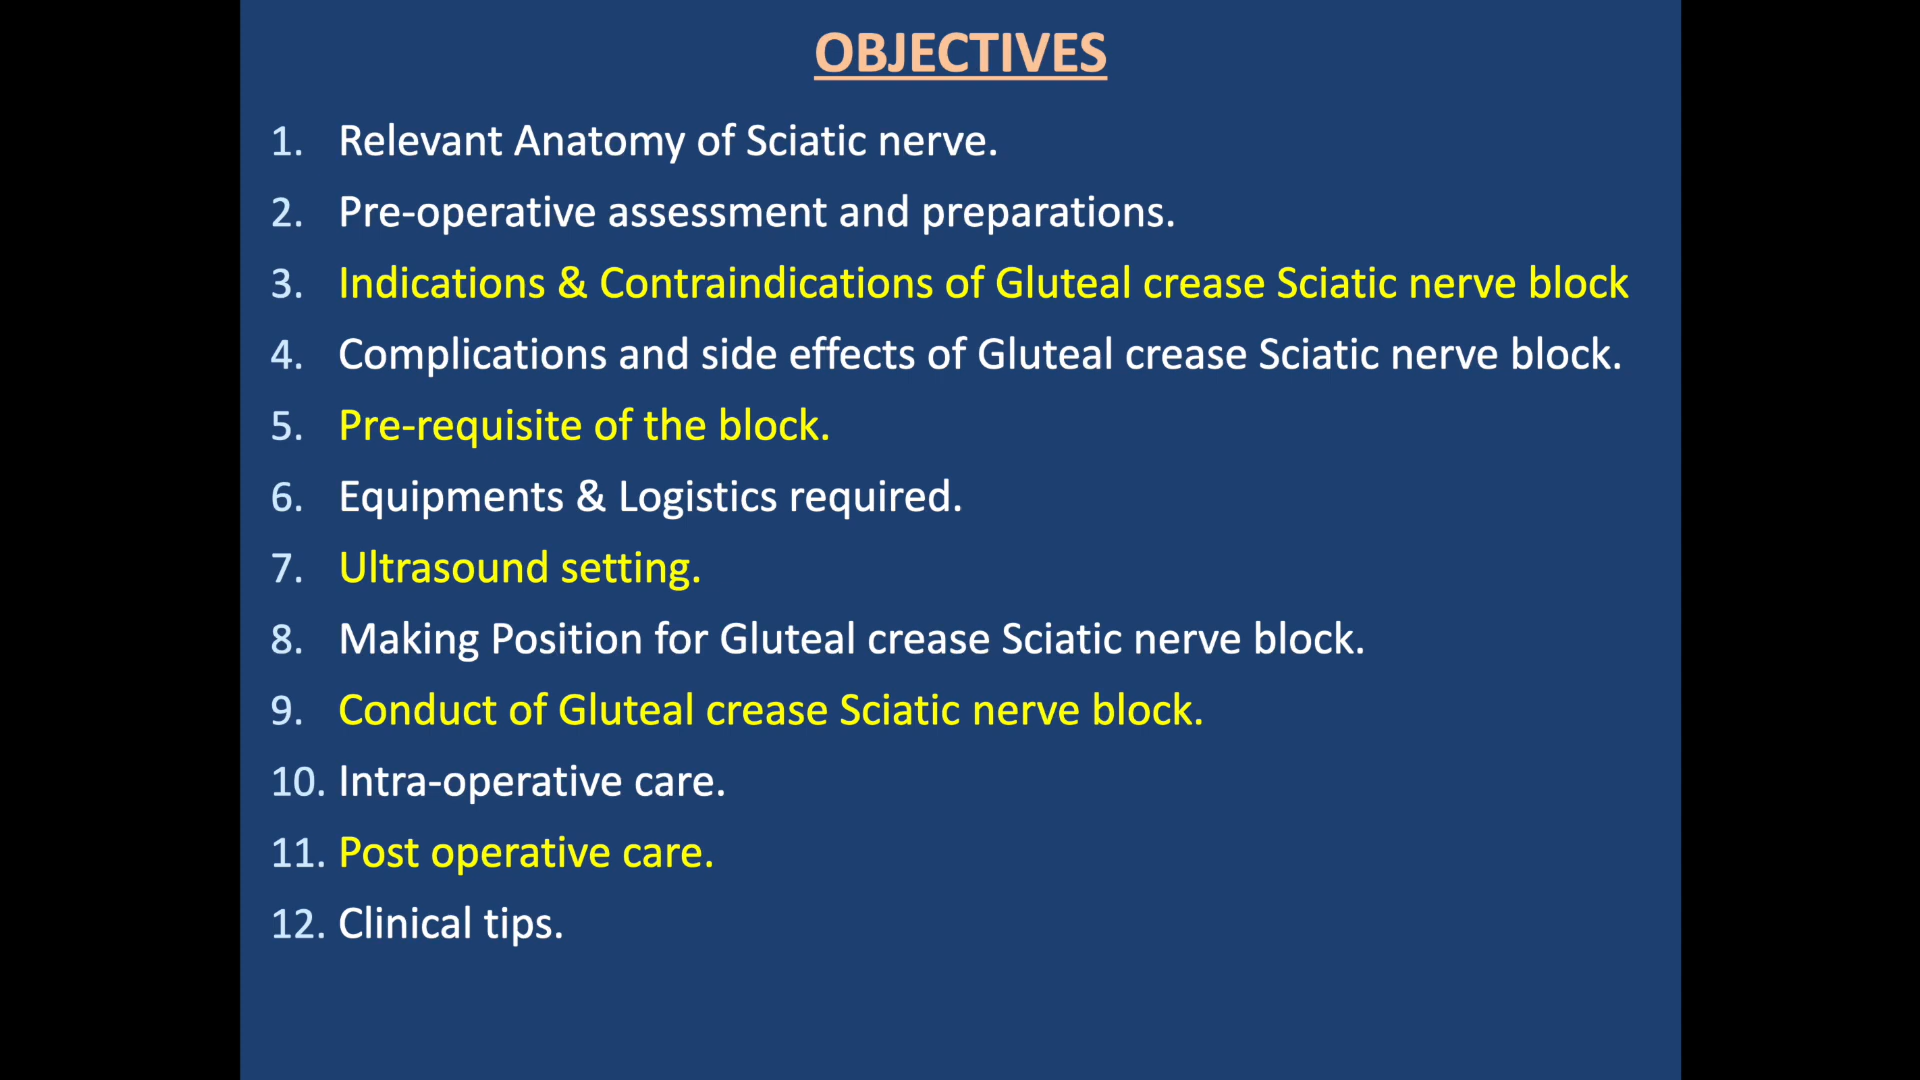 OBJECTIVES
1. Relevant Anatomy of Sciatic nerve.
2. Pre-operative assessment and preparations.
3. Indications & Contraindications of Gluteal crease Sciatic nerve block
4. Complications and side effects of Gluteal crease Sciatic nerve block.
5. Pre-requisite of the block.
6. Equipments & Logistics required.
7. Ultrasound setting.
8. Making Position for Gluteal crease Sciatic nerve block.
9. Conduct of Gluteal crease Sciatic nerve block.
10. Intra-operative care.
11. Post operative care.
12. Clinical tips.